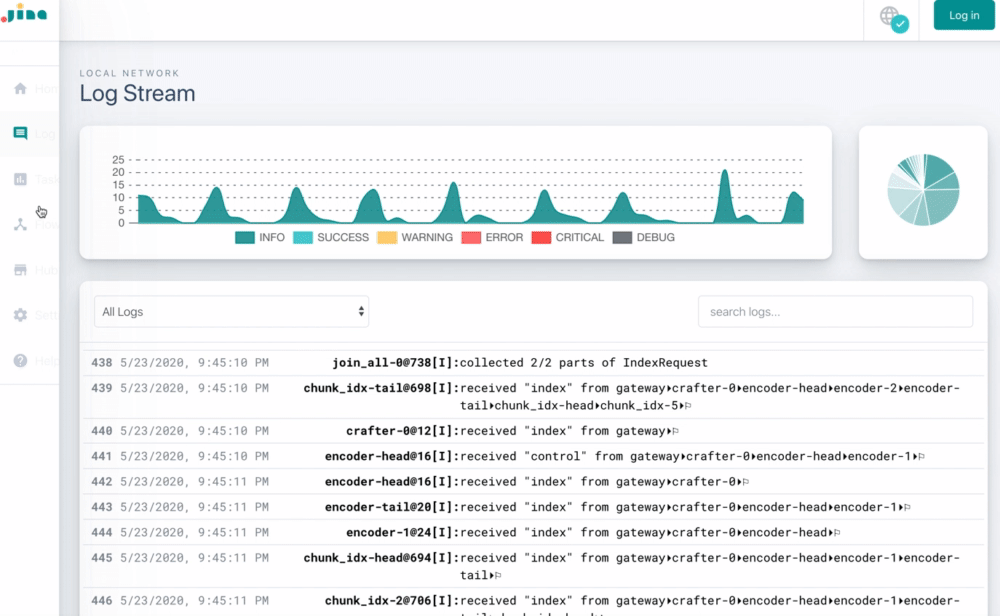 Jina
Log in
LOCAL NETWORK
Log Stream
Home
Log
Task
Hub
Sett
Help
25
20
15
10
5
0
INFO SUCCESS WARNING ERROR CRITICAL DEBUG
All Logs
search logs...
438 5/23/2020, 9:45:10 PM join_all-0@738[I]:collected 2/2 parts of IndexRequest
439 5/23/2020, 9:45:10 PM chunk_idx-tail@698[I]:received "index" from gateway▸crafter-0▸encoder-head▸encoder-2▸encoder-
tail▸chunk_idx-head▸chunk_idx-5▸⚐
440 5/23/2020, 9:45:10 PM crafter-0@12[I]:received "index" from gateway▸⚐
441 5/23/2020, 9:45:10 PM encoder-head@16[I]:received "control" from gateway▸crafter-0▸encoder-head▸encoder-1▸⚐
442 5/23/2020, 9:45:11 PM encoder-head@16[I]:received "index" from gateway▸crafter-0▸⚐
443 5/23/2020, 9:45:11 PM encoder-tail@20[I]:received "index" from gateway▸crafter-0▸encoder-head▸encoder-1▸⚐
444 5/23/2020, 9:45:11 PM encoder-1@24[I]:received "index" from gateway▸crafter-0▸encoder-head▸⚐
445 5/23/2020, 9:45:11 PM chunk_idx-head@694[I]:received "index" from gateway▸crafter-0▸encoder-head▸encoder-1▸encoder-
tail▸⚐
446 5/23/2020, 9:45:11 PM chunk_idx-2@706[I]:received "index" from gateway▸crafter-0▸encoder-head▸encoder-1▸encoder-